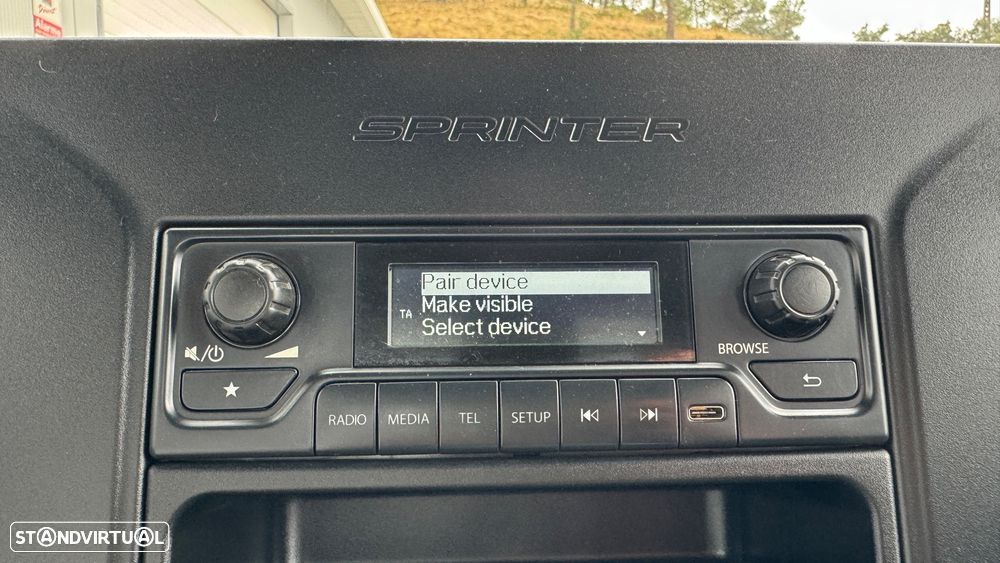 SPRINTER
Pair device
Make visible
TA
Select device
BROWSE
RADIO
MEDIA
TEL
SETUP
STANDVIRTUAL